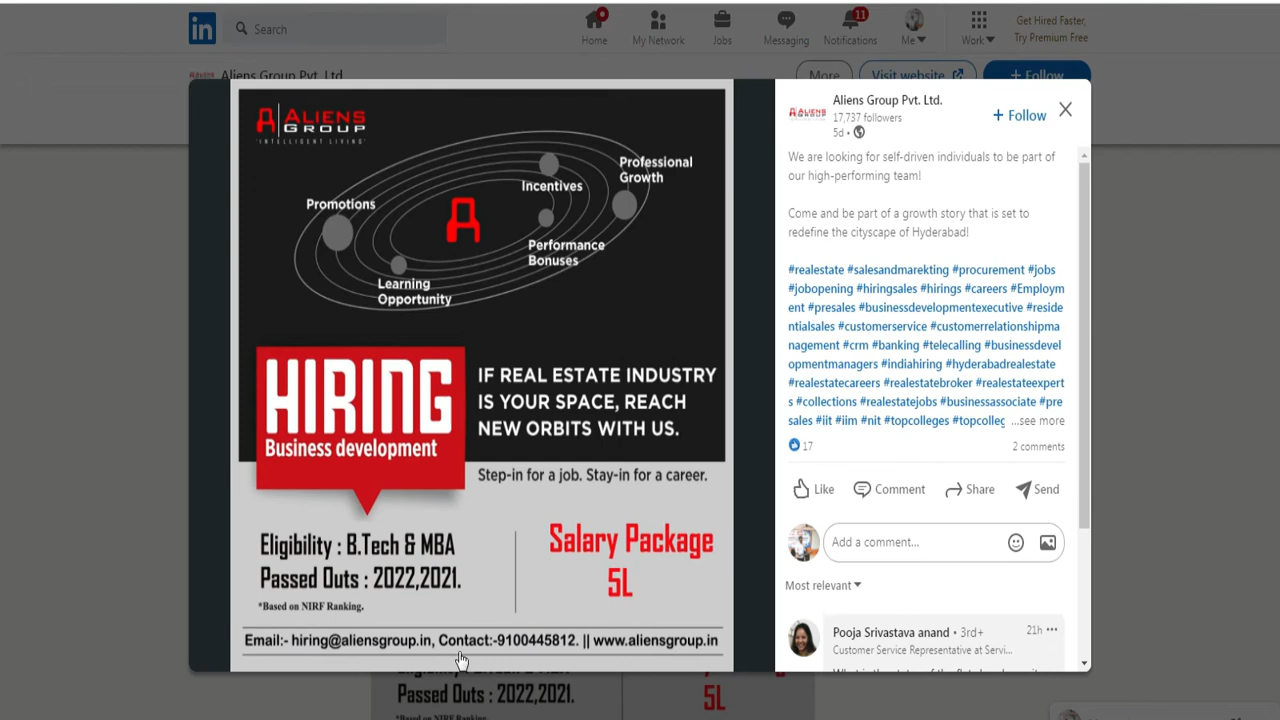 in
Search
Home
My Network
Jobs
Messaging
11
Notifications
Me
Work
Get Hired Faster,
Try Premium Free
Aliens Group Pvt. Ltd.
More
Visit website
+ Follow
ALIENS
GROUP
'INTELLIGENT LIVING'
Promotions
Incentives
Professional
Growth
Performance
Bonuses
Learning
Opportunity
HIRING
Business development
IF REAL ESTATE INDUSTRY
IS YOUR SPACE, REACH
NEW ORBITS WITH US.
Step-in for a job. Stay-in for a career.
Eligibility : B.Tech & MBA
Passed Outs : 2022,2021.
*Based on NIRF Ranking.
Salary Package
5L
Email:- hiring@aliensgroup.in, Contact:-9100445812. || www.aliensgroup.in
Aliens Group Pvt. Ltd.
17,737 followers
5d •
+ Follow
We are looking for self-driven individuals to be part of
our high-performing team!
Come and be part of a growth story that is set to
redefine the cityscape of Hyderabad!
#realestate #salesandmarekting #procurement #jobs
#jobopening #hiringsales #hirings #careers #Employm
ent #presales #businessdevelopmentexecutive #reside
ntialsales #customerservice #customerrelationshipma
nagement #crm #banking #telecalling #businessdevel
opmentmanagers #indiahiring #hyderabadrealestate
#realestatecareers #realestatebroker #realestateexpert
s #collections #realestatejobs #businessassociate #pre
sales #iit #iim #nit #topcolleges #topcolleg ...see more
17
2 comments
Like
Comment
Share
Send
Add a comment...
Most relevant
Pooja Srivastava anand • 3rd+
21h
Customer Service Representative at Servi...
Passed Outs : 2022,2021.
5L